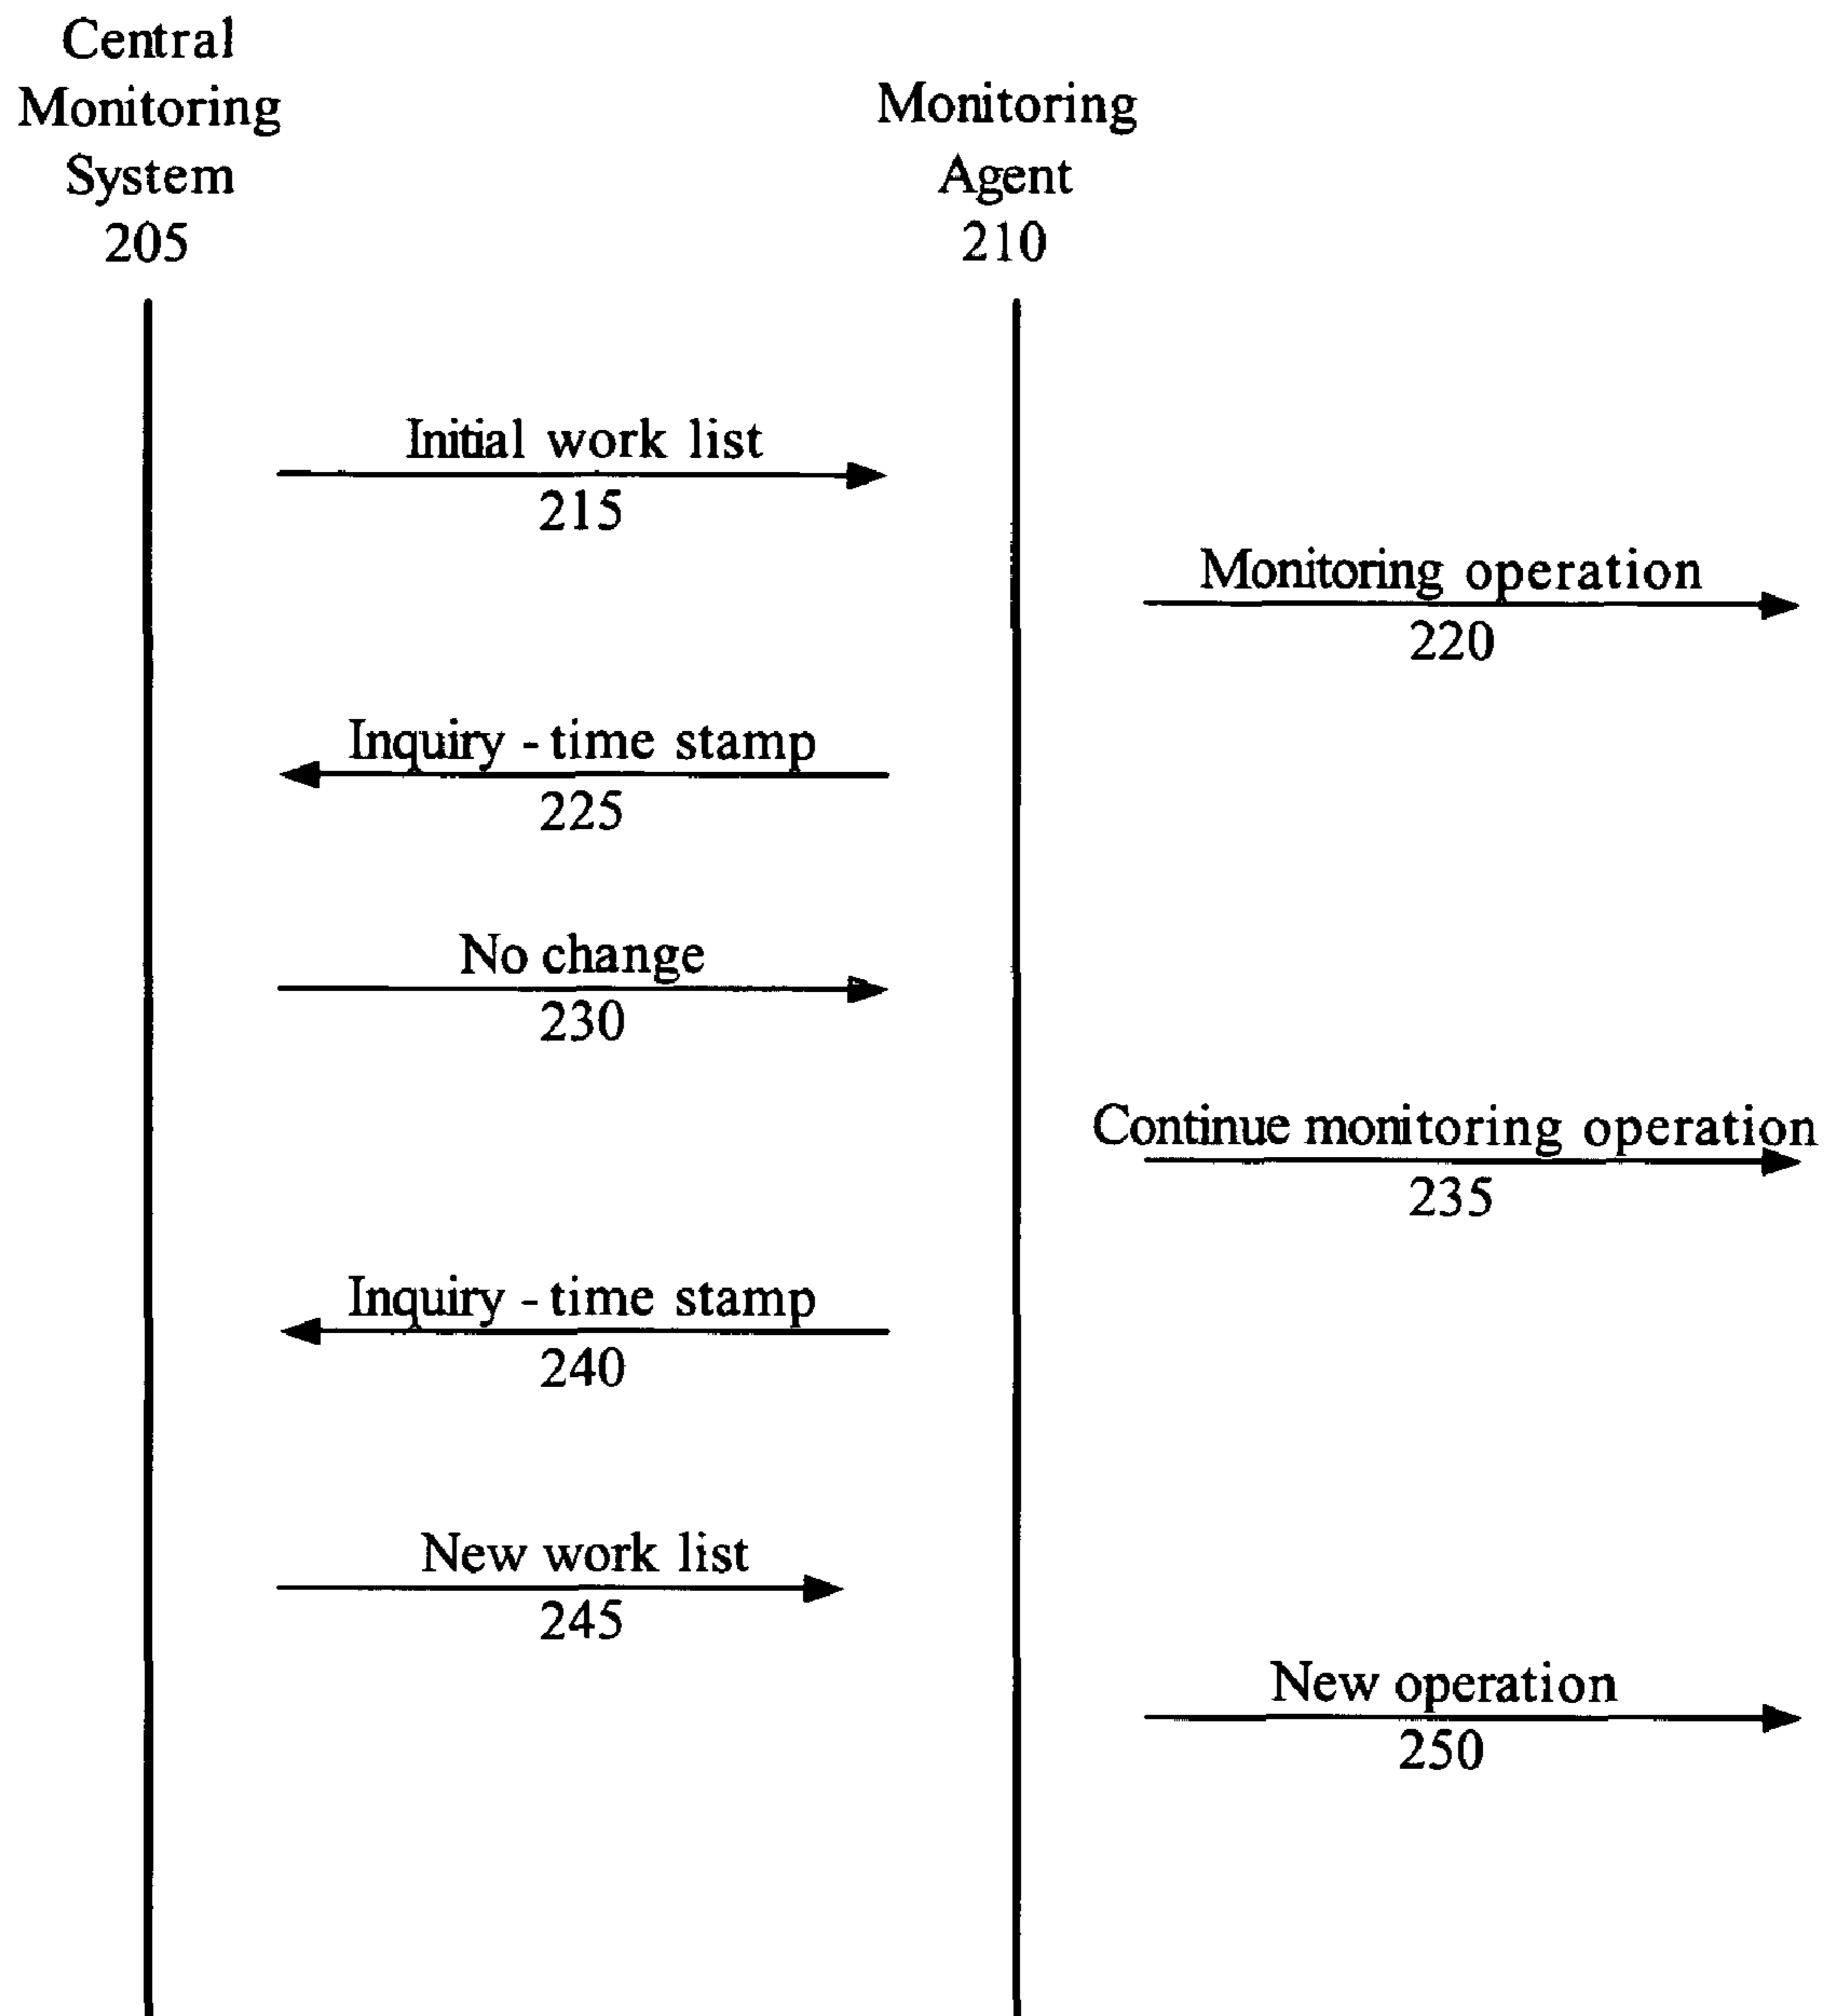 Central
Monitoring
System
205
Monitoring
Agent
210
Initial work list
215
Monitoring operation
220
Inquiry - time stamp
225
No change
230
Continue monitoring operation
235
Inquiry - time stamp
240
New work list
245
New operation
250